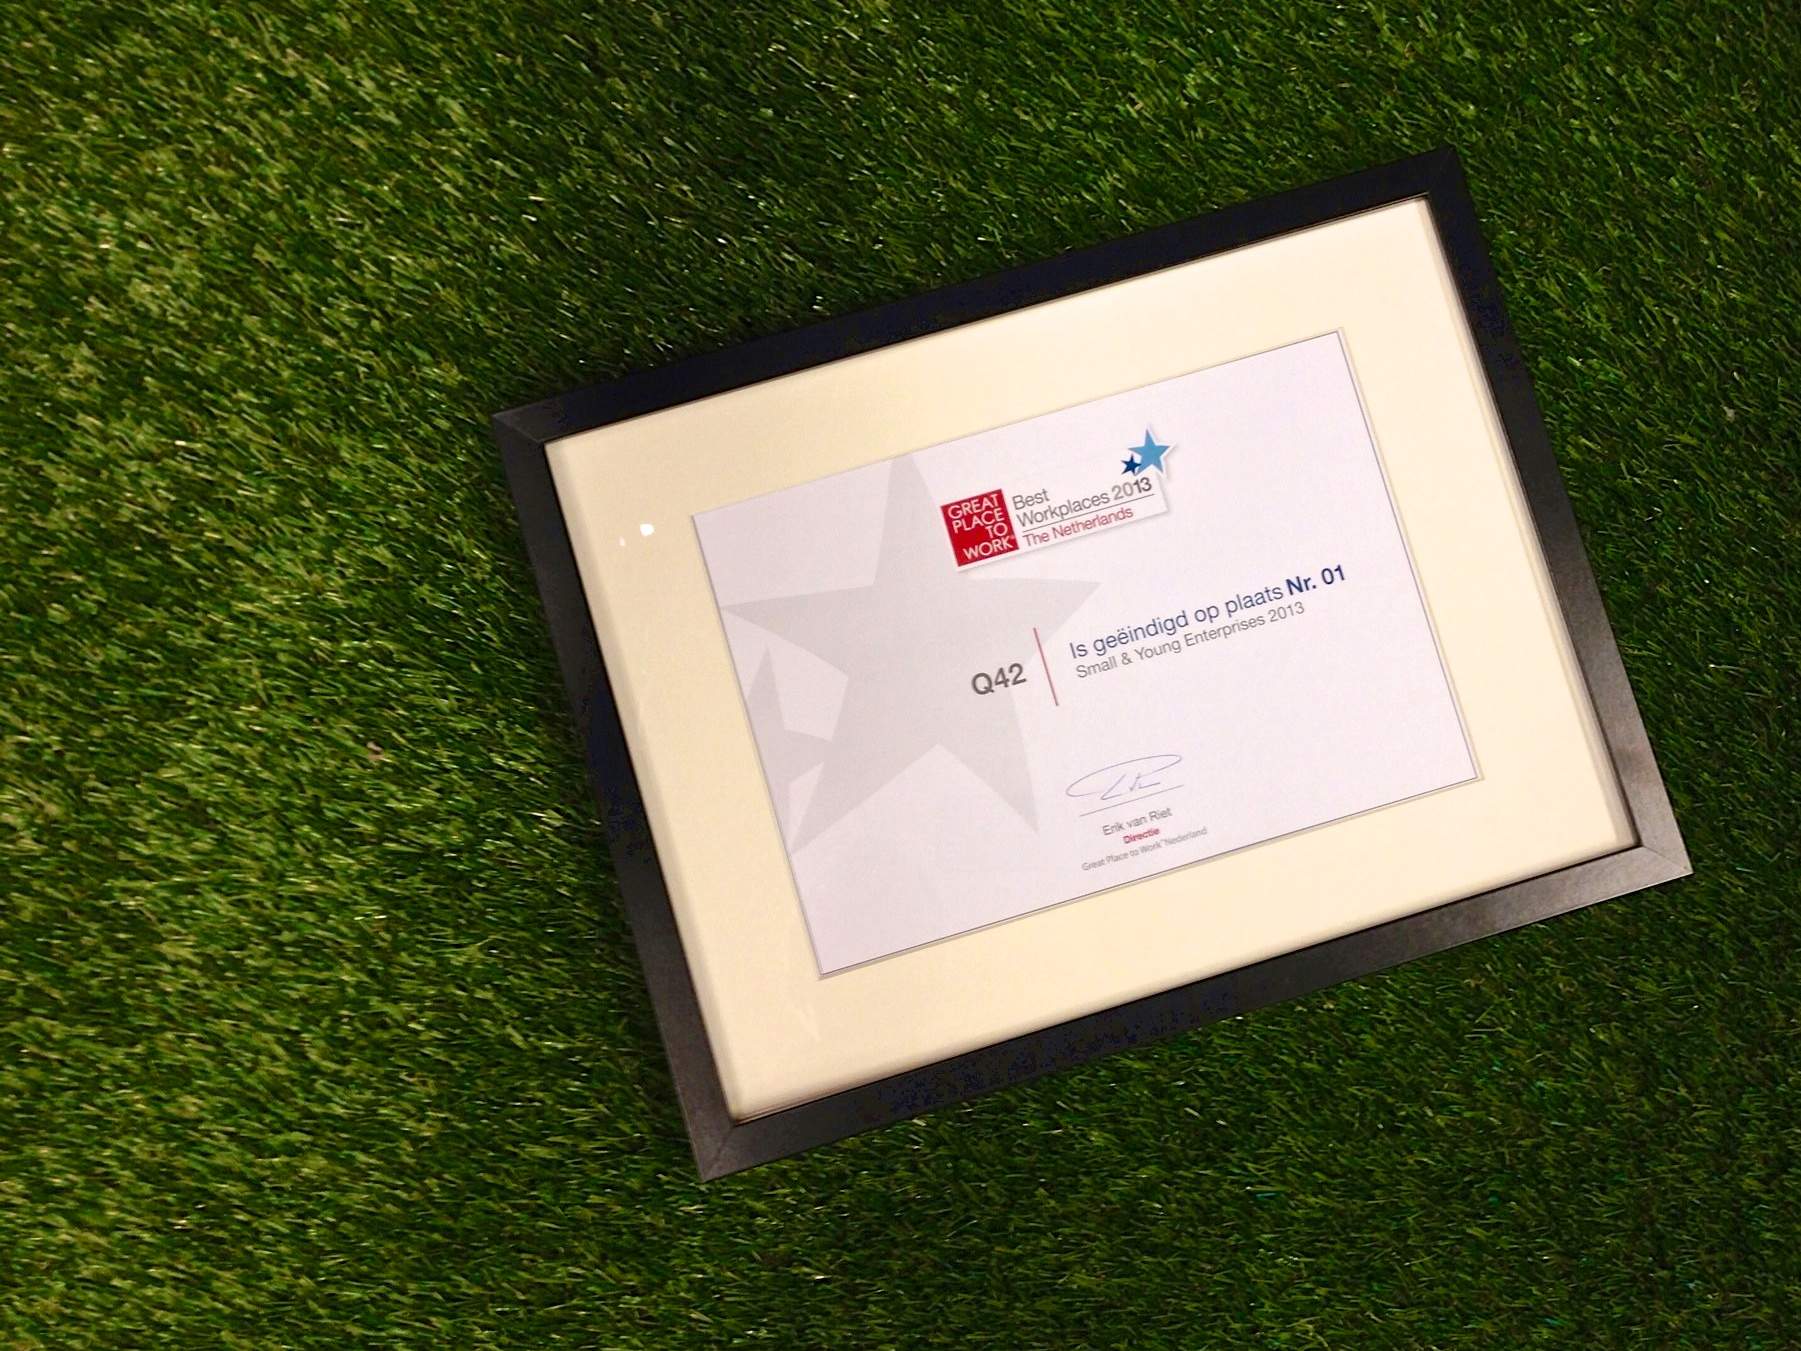 GREAT
PLACE
TO
WORK®
Best
Workplaces 2013
The Netherlands
Q42
Is geëindigd op plaats Nr. 01
Small & Young Enterprises 2013
Erik van Riet
Directie
Great Place to Work® Nederland